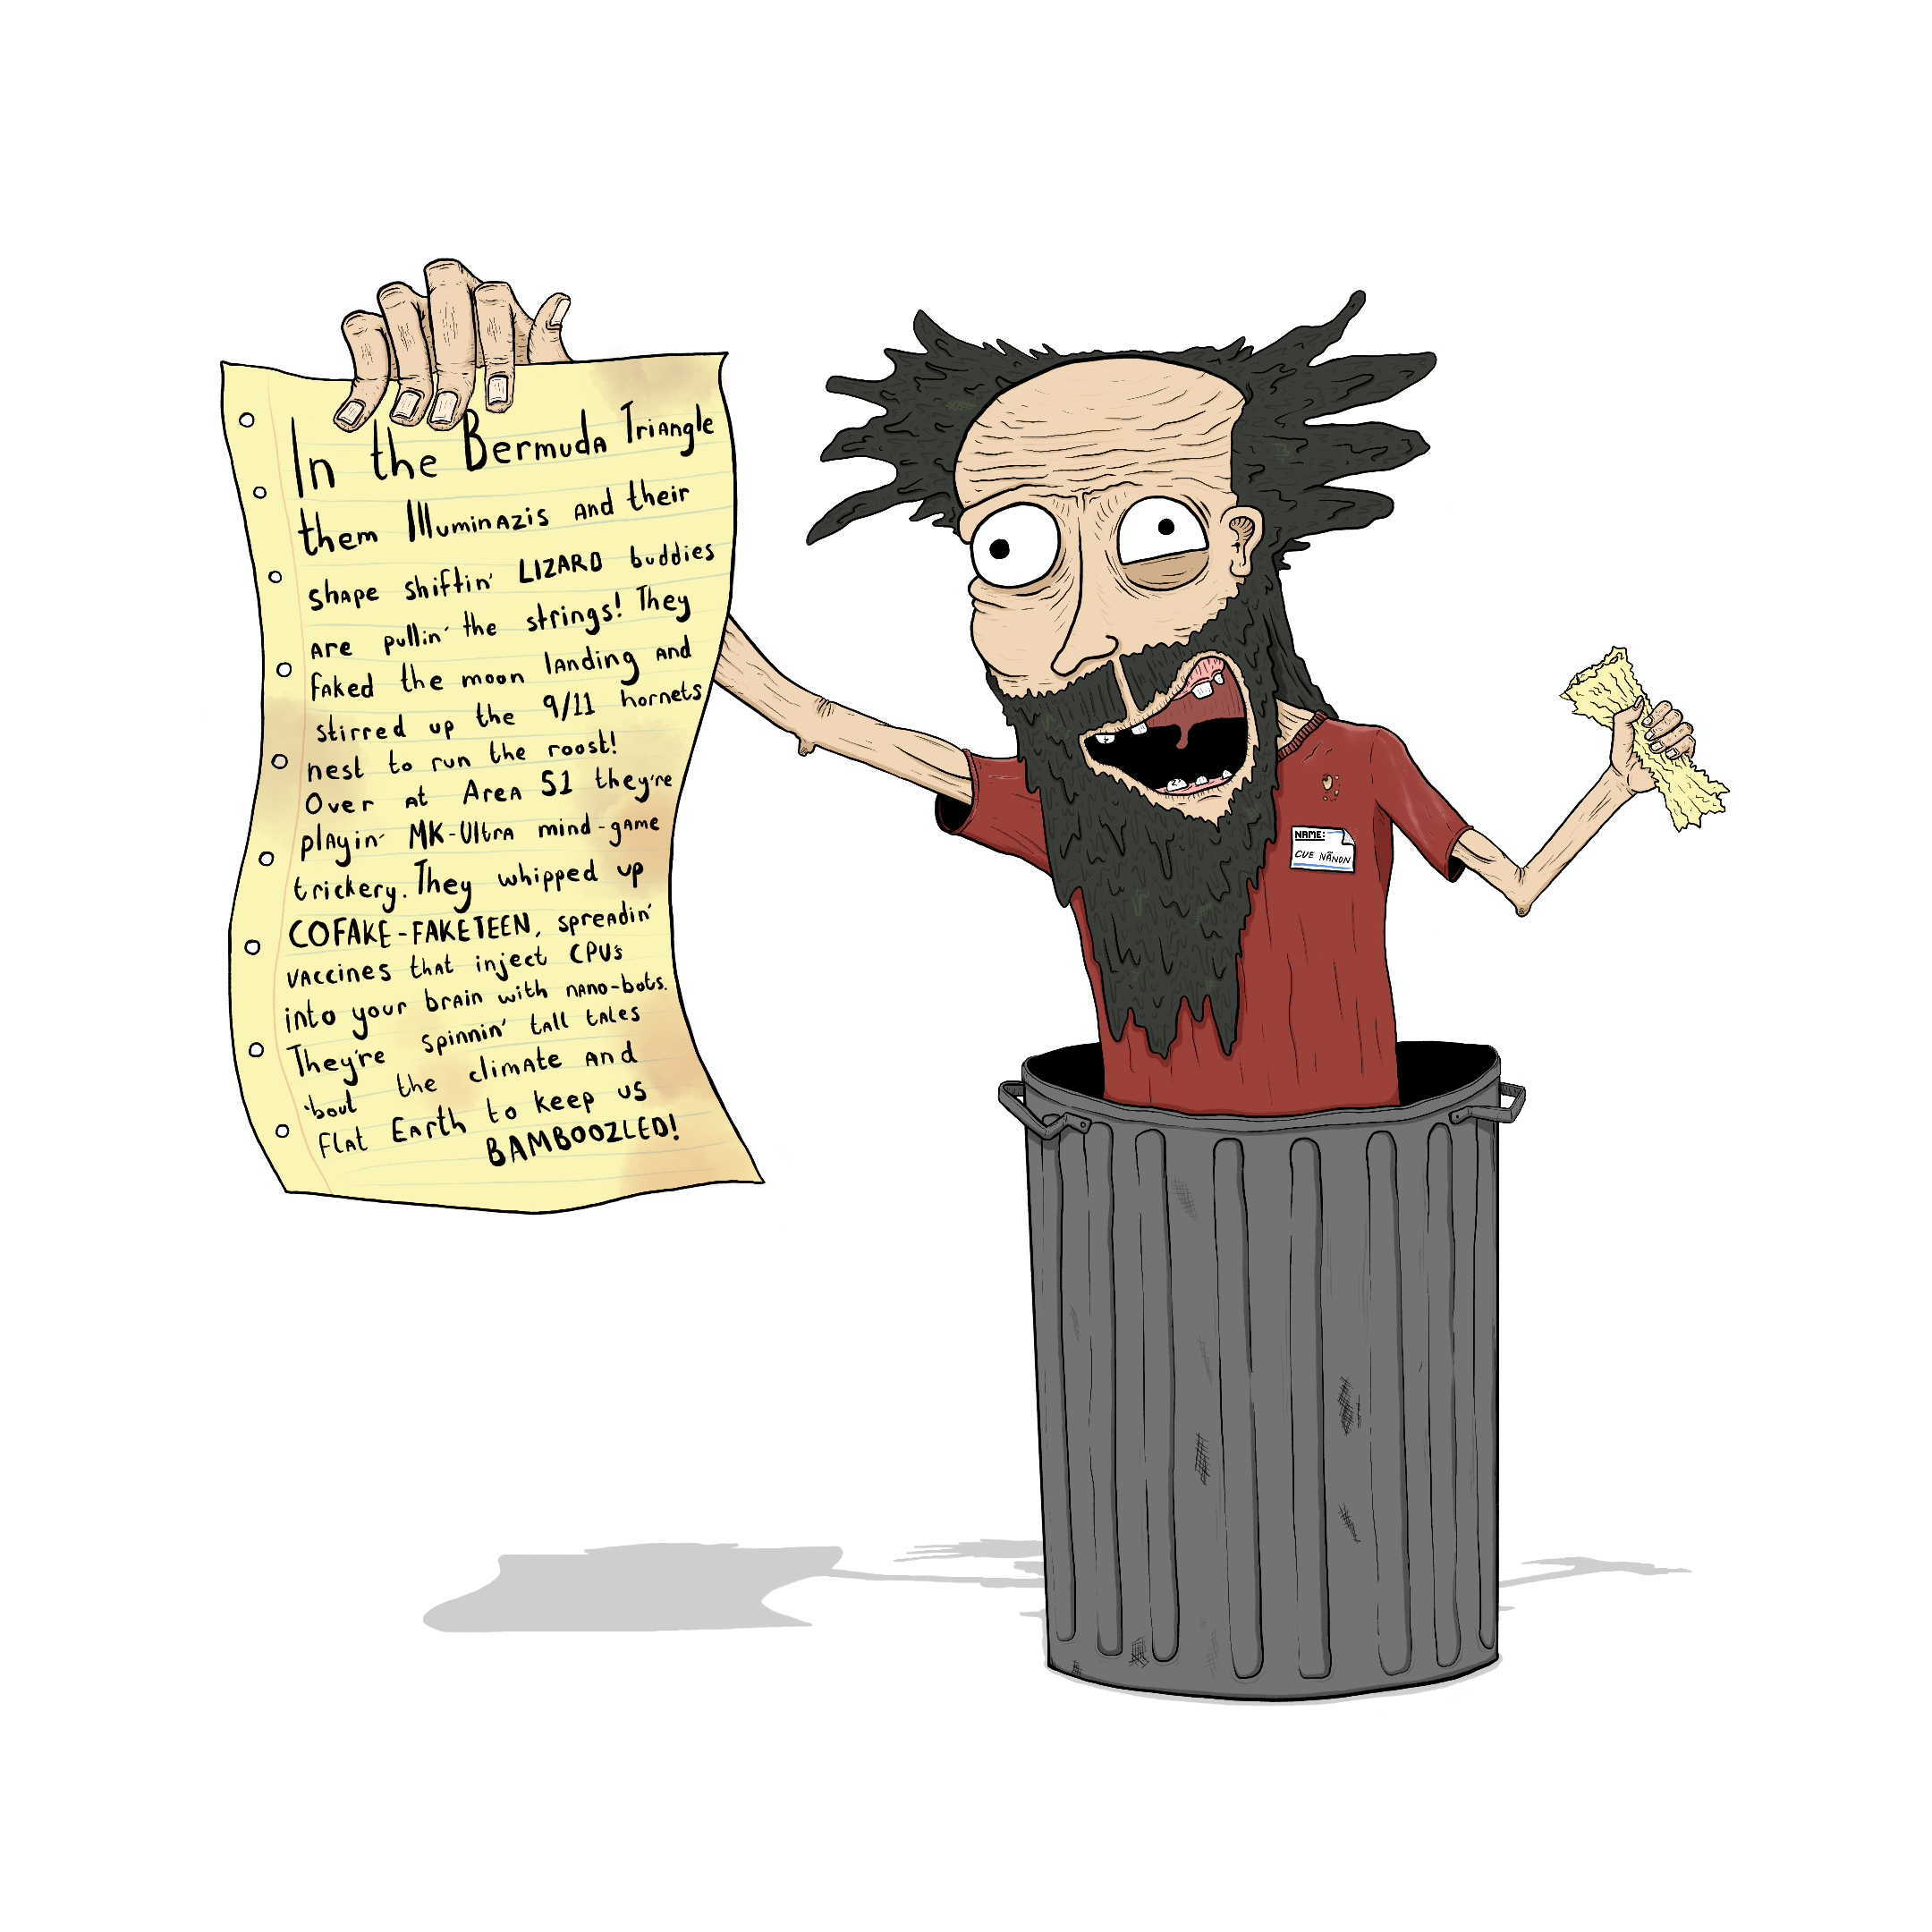 In the Bermuda Triangle
them Illuminazis and their
shape shiftin' LIZARD buddies
are pullin' the strings! They
faked the moon landing and
stirred up the 9/11 hornets
nest to run the roost!
Over at Area 51 they're
playin' MK-Ultra mind-game
trickery. They whipped up
COFAKE-FAKETEEN, spreadin'
vaccines that inject CPU's
into your brain with nano-bots.
They're spinnin' tall tales
'bout the climate and
flat Earth to keep us
BAMBOOZLED!
NAME:
CUE NÃNON